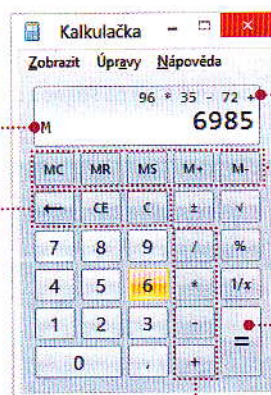 Kalkulačka
Zobrazit Úpravy Nápověda
96 * 35 - 72 +
M 6985
MC MR MS M+ M-
← CE C ± √
7 8 9 / %
4 5 6 * 1/x
1 2 3 - =
0 , +